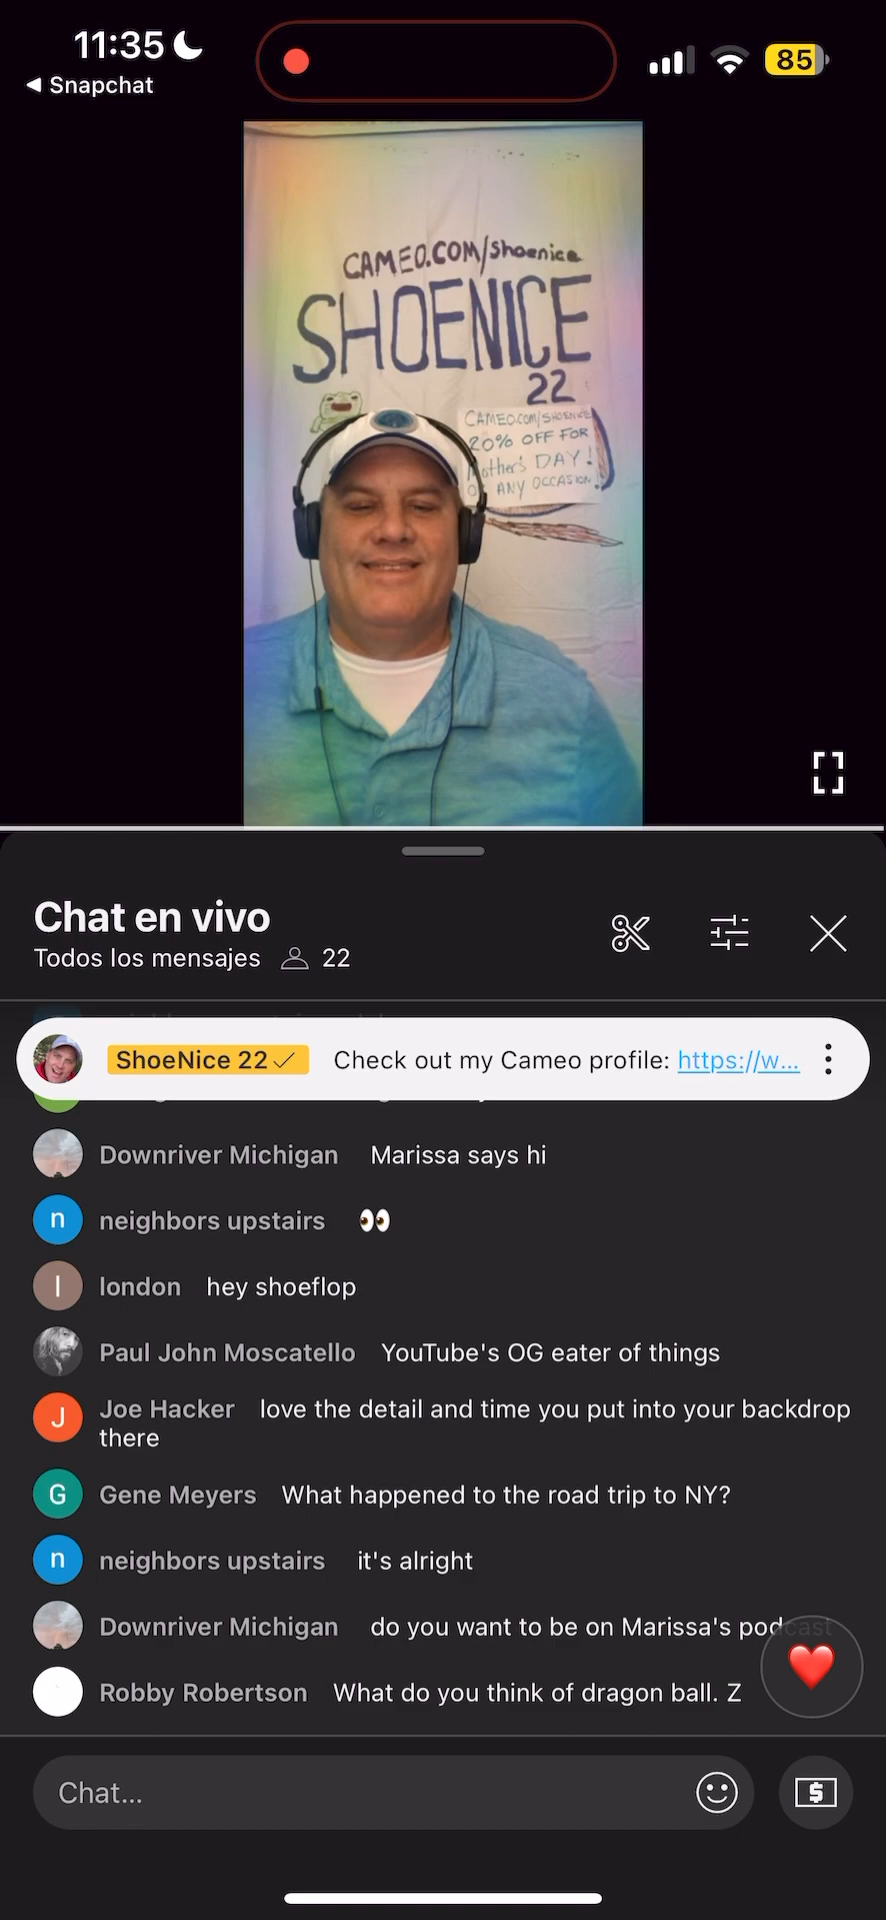 11:35
85
Snapchat
CAMEO.COM/shoenice
SHOENICE
22
CAMEO.COM/SHOENICE
20% OFF FOR
Mother's DAY!
ANY OCCASION!
Chat en vivo
Todos los mensajes 22
ShoeNice 22 Check out my Cameo profile: https://w...
Downriver Michigan Marissa says hi
n neighbors upstairs 👀
l london hey shoeflop
Paul John Moscatello YouTube's OG eater of things
J Joe Hacker love the detail and time you put into your backdrop
there
G Gene Meyers What happened to the road trip to NY?
n neighbors upstairs it's alright
Downriver Michigan do you want to be on Marissa's podcast
Robby Robertson What do you think of dragon ball. Z
Chat...